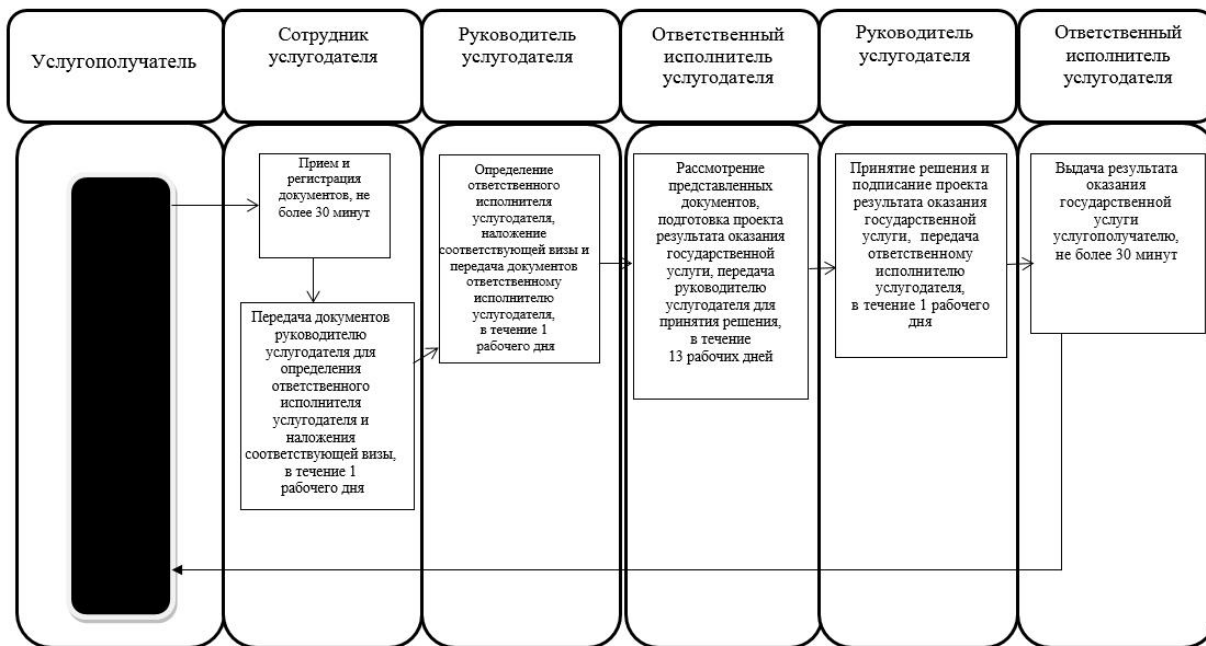 Услугополучатель
Сотрудник
услугодателя
Руководитель
услугодателя
Ответственный
исполнитель
услугодателя
Руководитель
услугодателя
Ответственный
исполнитель
услугодателя
Прием и
регистрация
документов, не
более 30 минут
Передача документов
руководителю
услугодателя для
определения
ответственного
исполнителя
услугодателя и
наложения
соответствующей визы,
в течение 1
рабочего дня
Определение
ответственного
исполнителя
услугодателя,
наложение
соответствующей визы и
передача документов
ответственному
исполнителю
услугодателя,
в течение 1
рабочего дня
Рассмотрение
представленных
документов,
подготовка проекта
результата оказания
государственной
услуги, передача
руководителю
услугодателя для
принятия решения,
в течение
13 рабочих дней
Принятие решения и
подписание проекта
результата оказания
государственной
услуги, передача
ответственному
исполнителю
услугодателя,
в течение 1 рабочего
дня
Выдача результата
оказания
государственной
услуги
услугополучателю,
не более 30 минут